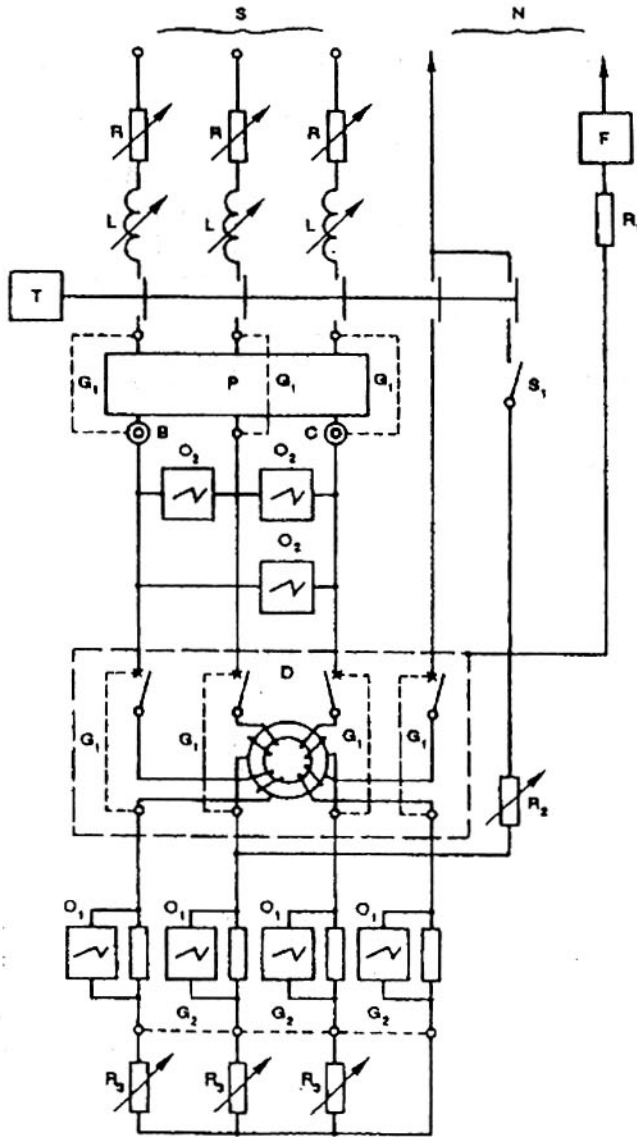 S N
R R R F
R
L L L
T
G₁ P G₁ G₁
S₁
B C
O₂ O₂
O₂
D
G₁ G₁ G₁ G₁
R₂
O₁ O₁ O₁ O₁
G₂ G₂ G₂
R₃ R₃ R₃